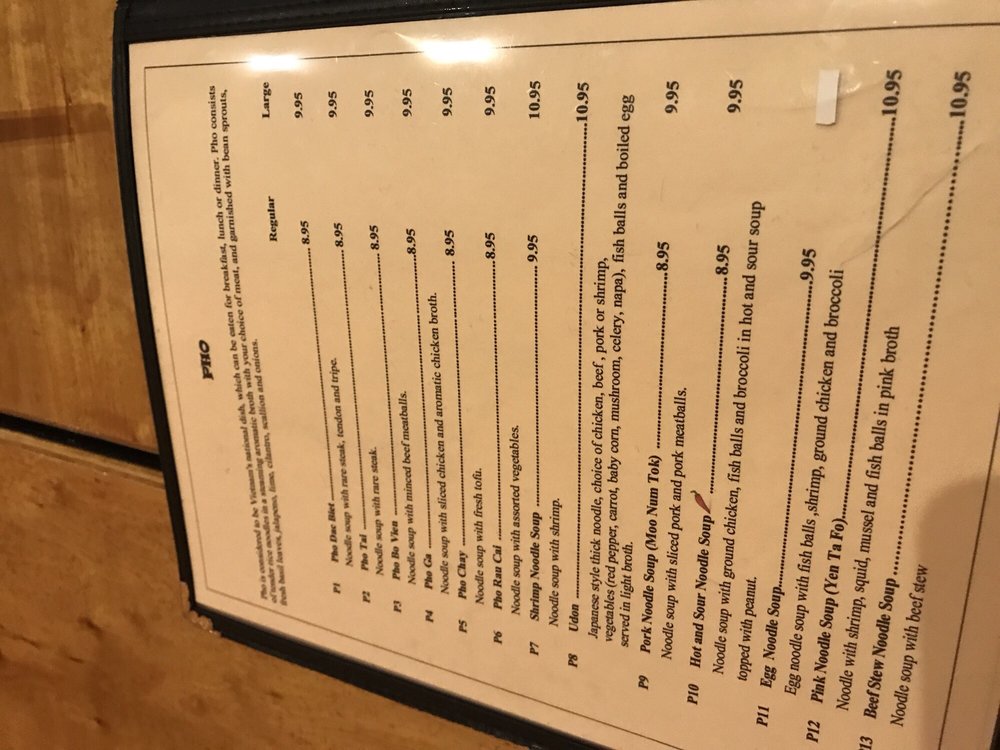 PHO
Pho is considered to be Vietnam's national dish, which can be eaten for breakfast, lunch or dinner. Pho consists
of tender rice noodles in a steaming aromatic broth with your choice of meat, and garnished with bean sprouts,
fresh basil leaves, jalapeno, lime, cilantro, scallion and onions.
Regular Large
P1 Pho Dac Biet 8.95 9.95
Noodle soup with rare steak, tendon and tripe.
P2 Pho Tai 8.95 9.95
Noodle soup with rare steak.
P3 Pho Bo Vien 8.95 9.95
Noodle soup with minced beef meatballs.
P4 Pho Ga 8.95 9.95
Noodle soup with sliced chicken and aromatic chicken broth.
P5 Pho Chay 8.95 9.95
Noodle soup with fresh tofu.
P6 Pho Rau Cai 8.95 9.95
Noodle soup with assorted vegetables.
P7 Shrimp Noodle Soup 9.95 10.95
Noodle soup with shrimp.
P8 Udon 10.95
Japanese style thick noodle, choice of chicken, beef , pork or shrimp,
vegetables (red pepper, carrot, baby corn, mushroom, celery, napa), fish balls and boiled egg
served in light broth.
P9 Pork Noodle Soup (Moo Num Tok) 8.95 9.95
Noodle soup with sliced pork and pork meatballs.
P10 Hot and Sour Noodle Soup 8.95 9.95
Noodle soup with ground chicken, fish balls and broccoli in hot and sour soup
topped with peanut.
P11 Egg Noodle Soup 9.95
Egg noodle soup with fish balls ,shrimp, ground chicken and broccoli
P12 Pink Noodle Soup (Yen Ta Fo) 10.95
Noodle with shrimp, squid, mussel and fish balls in pink broth
13 Beef Stew Noodle Soup 10.95
Noodle soup with beef stew